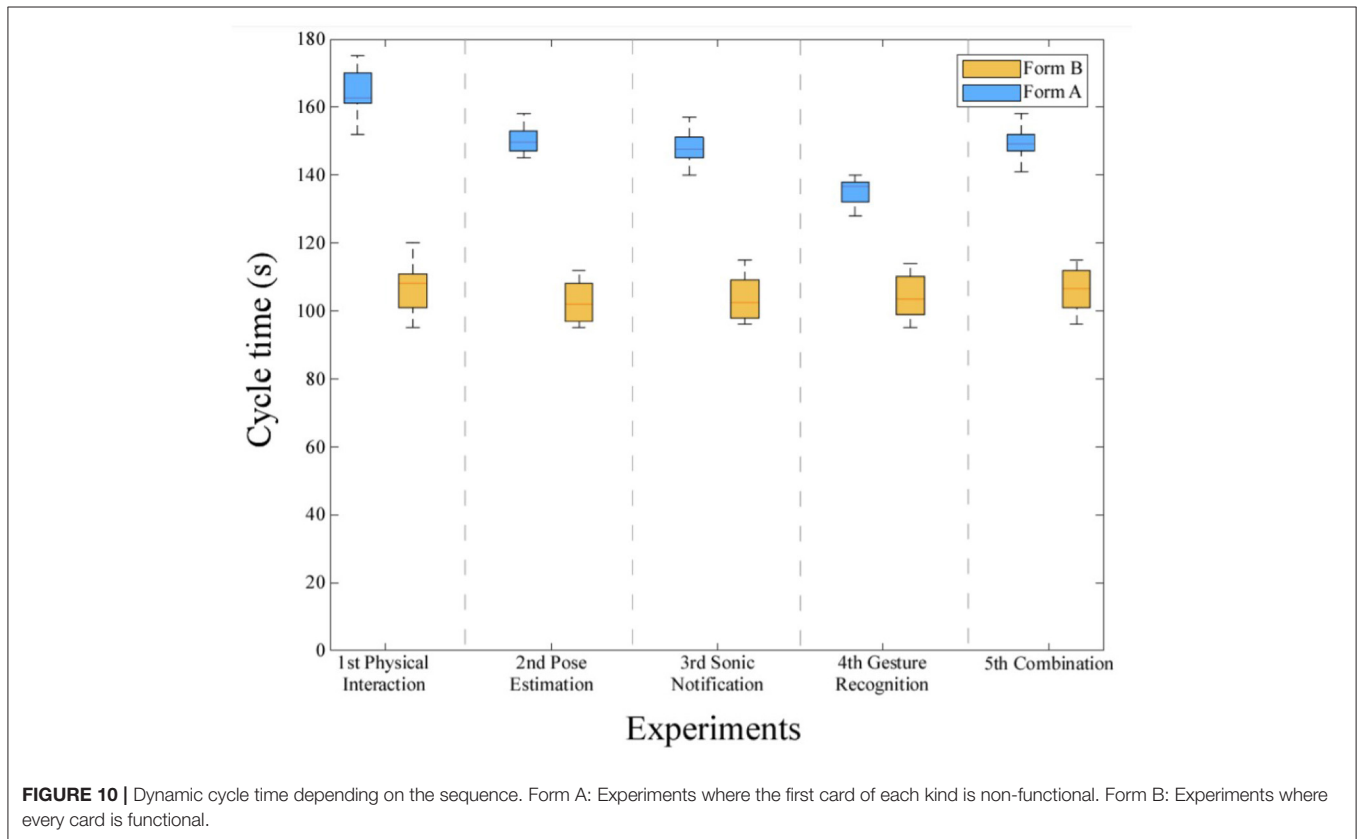 180
160
140
120
100
80
60
40
20
0
Cycle time (s)
Form B
Form A
1st Physical
Interaction
2nd Pose
Estimation
3rd Sonic
Notification
4th Gesture
Recognition
5th Combination
Experiments
FIGURE 10 | Dynamic cycle time depending on the sequence. Form A: Experiments where the first card of each kind is non-functional. Form B: Experiments where
every card is functional.